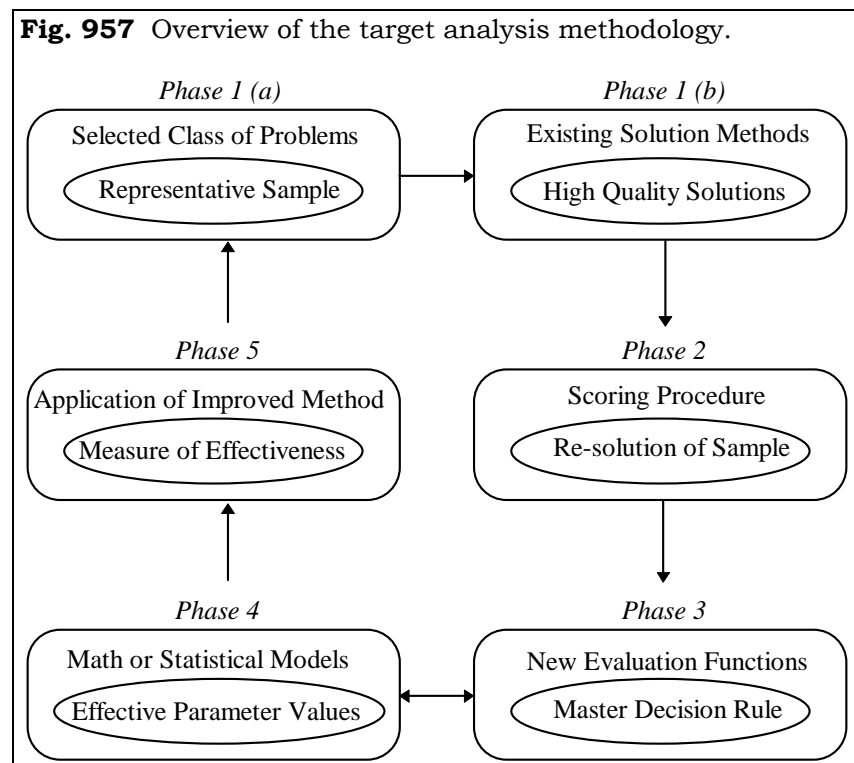 Fig. 957 Overview of the target analysis methodology.
Phase 1 (a)
Selected Class of Problems
Representative Sample
Phase 1 (b)
Existing Solution Methods
High Quality Solutions
Phase 5
Application of Improved Method
Measure of Effectiveness
Phase 2
Scoring Procedure
Re-solution of Sample
Phase 4
Math or Statistical Models
Effective Parameter Values
Phase 3
New Evaluation Functions
Master Decision Rule